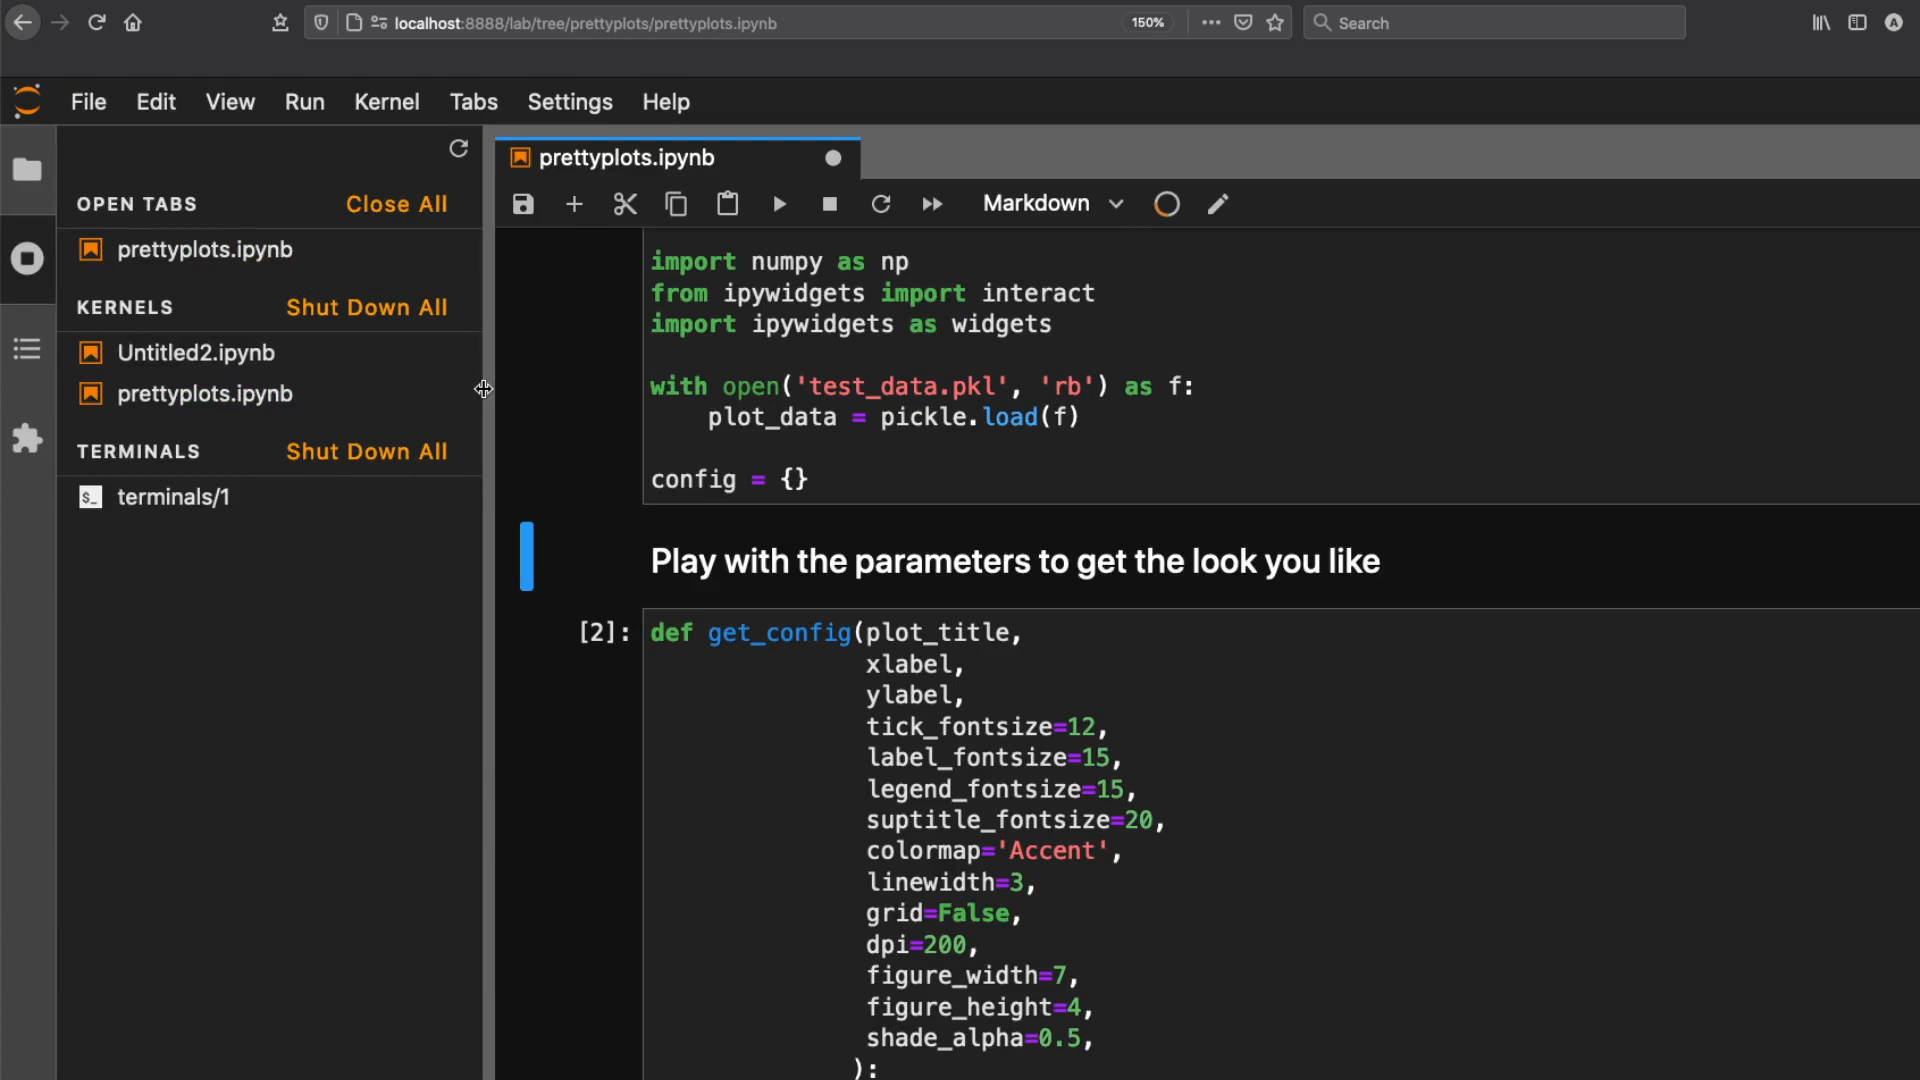 localhost:8888/lab/tree/prettyplots/prettyplots.ipynb
150%
Search
A
File Edit View Run Kernel Tabs Settings Help
OPEN TABS Close All
prettyplots.ipynb
KERNELS Shut Down All
Untitled2.ipynb
prettyplots.ipynb
TERMINALS Shut Down All
$_ terminals/1
prettyplots.ipynb
Markdown
import numpy as np
from ipywidgets import interact
import ipywidgets as widgets
with open('test_data.pkl', 'rb') as f:
plot_data = pickle.load(f)
config = {}
Play with the parameters to get the look you like
[2]: def get_config(plot_title,
xlabel,
ylabel,
tick_fontsize=12,
label_fontsize=15,
legend_fontsize=15,
suptitle_fontsize=20,
colormap='Accent',
linewidth=3,
grid=False,
dpi=200,
figure_width=7,
figure_height=4,
shade_alpha=0.5,
):